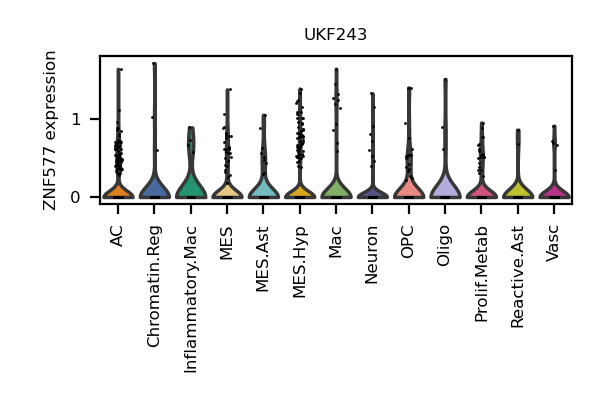 UKF243
ZNF577 expression
1
0
AC
Chromatin.Reg
Inflammatory.Mac
MES
MES.Ast
MES.Hyp
Mac
Neuron
OPC
Oligo
Prolif.Metab
Reactive.Ast
Vasc